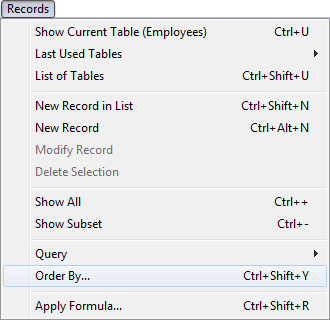 Records
Show Current Table (Employees) Ctrl+U
Last Used Tables
List of Tables Ctrl+Shift+U
New Record in List Ctrl+Shift+N
New Record Ctrl+Alt+N
Modify Record
Delete Selection
Show All Ctrl++
Show Subset Ctrl+-
Query
Order By... Ctrl+Shift+Y
Apply Formula... Ctrl+Shift+R